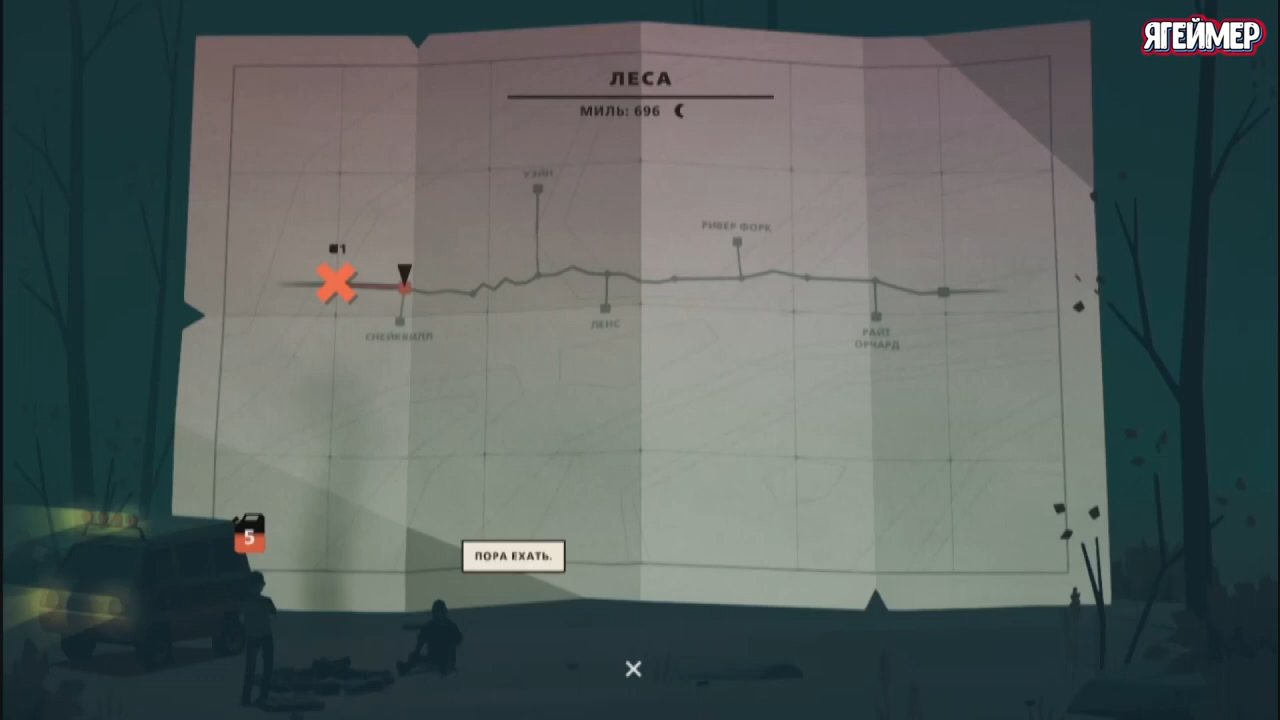 ЯГЕЙМЕР
ЛЕСА
МИЛЬ: 696
УЭЙН
РИВЕР ФОРК
1
СНЕЙКВИЛЛ
ЛЕНС
РАЙТ
ОРЧАРД
5
ПОРА ЕХАТЬ.